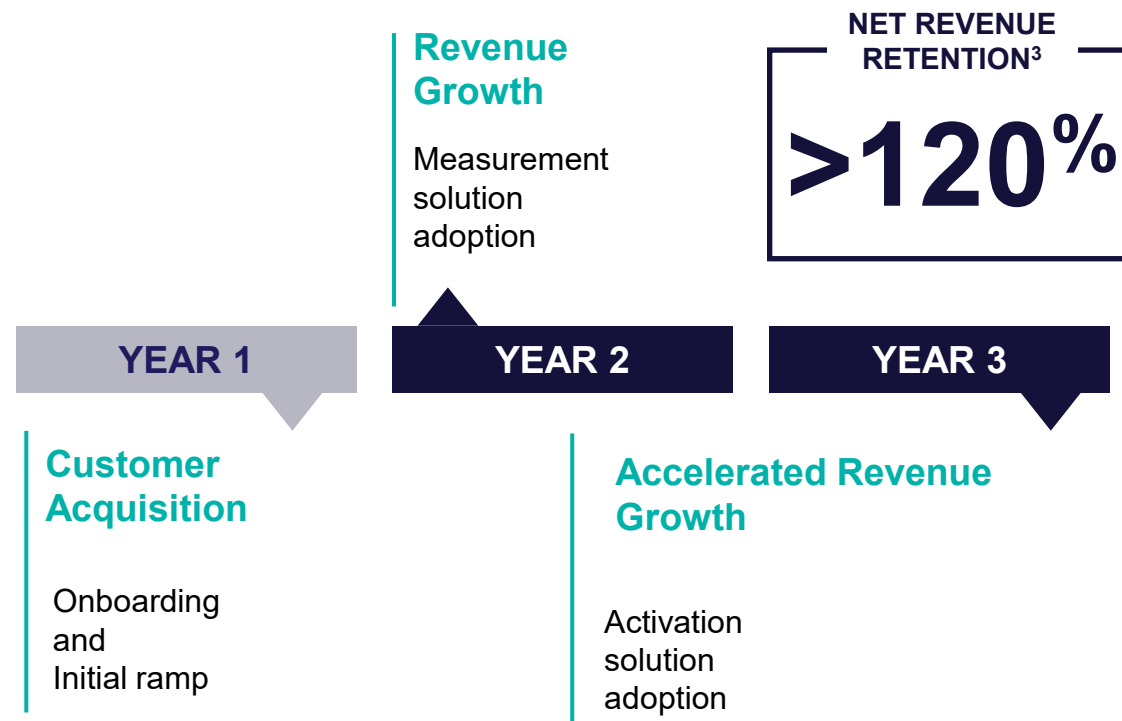 Revenue
Growth
Measurement
solution
adoption
NET REVENUE
RETENTION³
>120%
YEAR 1
YEAR 2
YEAR 3
Customer
Acquisition
Onboarding
and
Initial ramp
Accelerated Revenue
Growth
Activation
solution
adoption